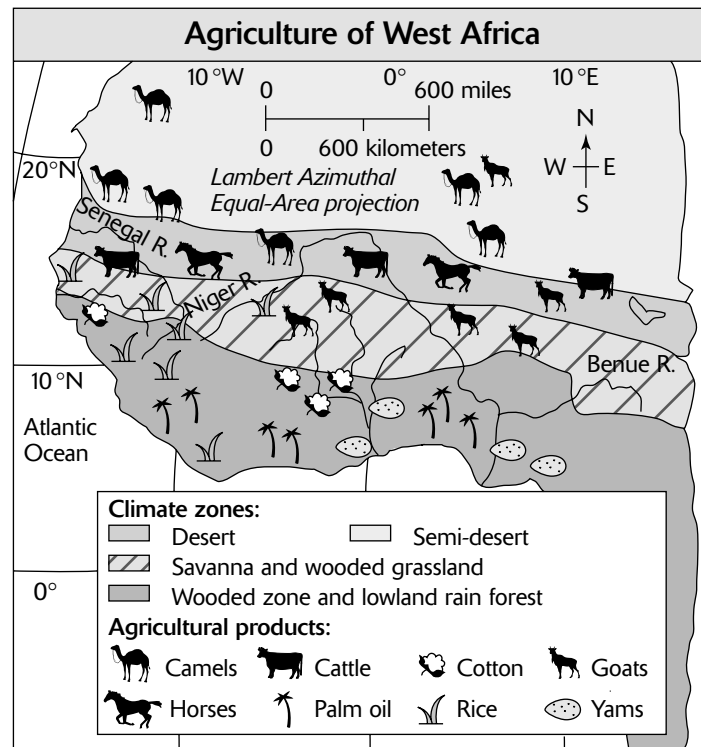 Agriculture of West Africa
10 °W
0°
10 °E
0
600 miles
0
600 kilometers
N
W
E
S
Lambert Azimuthal
Equal-Area projection
20°N
Senegal R.
Niger R.
Benue R.
10 °N
Atlantic
Ocean
0°
Climate zones:
Desert
Semi-desert
Savanna and wooded grassland
Wooded zone and lowland rain forest
Agricultural products:
Camels
Cattle
Cotton
Goats
Horses
Palm oil
Rice
Yams